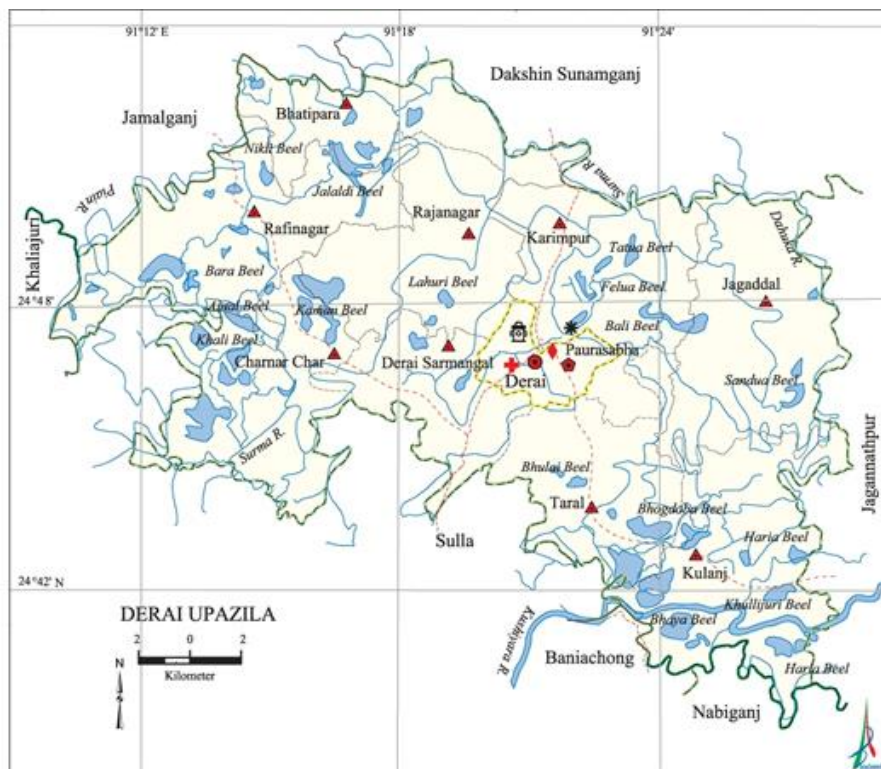 91°12' E
91°18'
91°24'
Dakshin Sunamganj
Jamalganj
Bhatipara
Nikli Beel
Jalaldi Beel
Piain R.
Surma R.
Khaliajuri
Rafinagar
Rajanagar
Karimpur
Tatua Beel
Dahuka R.
Bara Beel
Lahuri Beel
Felua Beel
Jagaddal
24°48'
Kaman Beel
Khali Beel
Bali Beel
Charnar Char
Derai Sarmangal
Paurasabha
Derai
Sandua Beel
Surma R.
Bhulai Beel
Jagannathpur
Taral
Bhogdoba Beel
Sulla
Haria Beel
Kulanj
24°42' N
DERAI UPAZILA
2 0 2
Kilometer
N
Khullijuri Beel
Bhaya Beel
Kushiyara R.
Baniachong
Haria Beel
Nabiganj